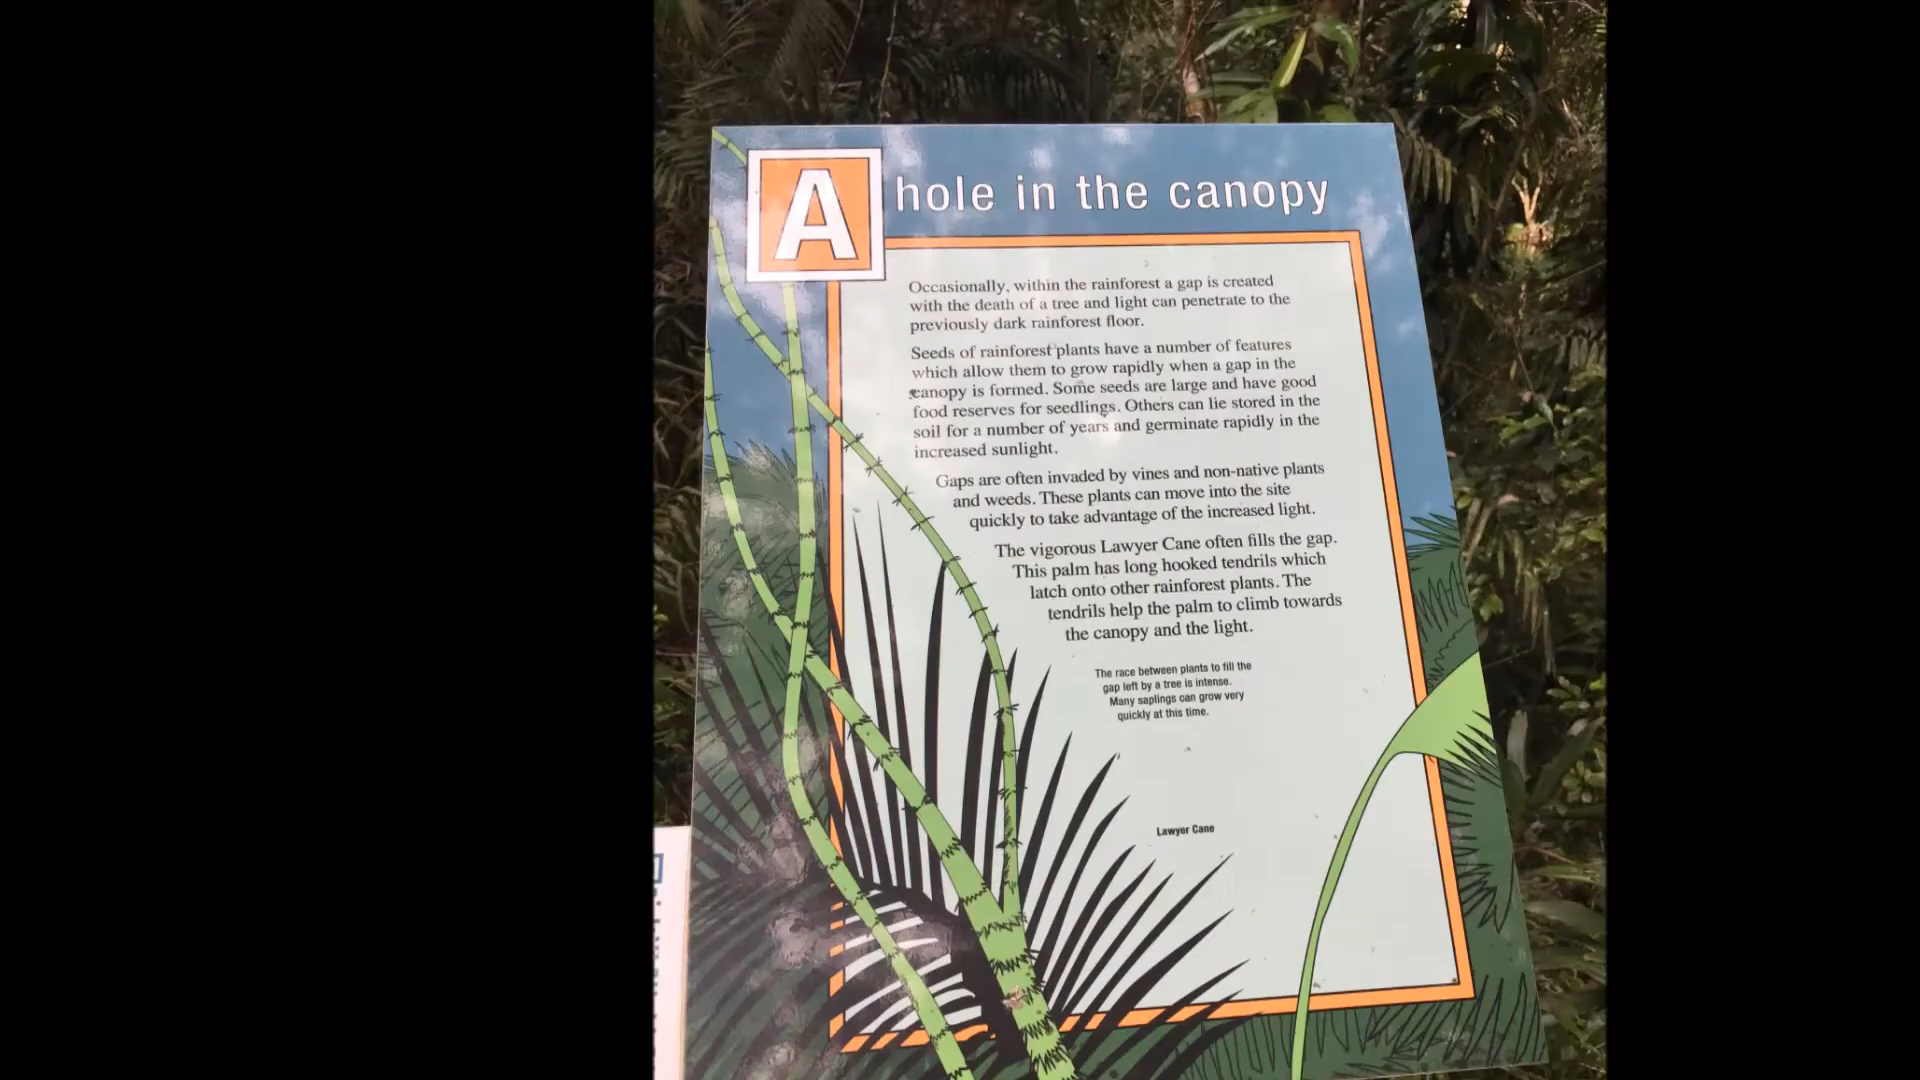 A hole in the canopy
Occasionally, within the rainforest a gap is created
with the death of a tree and light can penetrate to the
previously dark rainforest floor.
Seeds of rainforest plants have a number of features
which allow them to grow rapidly when a gap in the
canopy is formed. Some seeds are large and have good
food reserves for seedlings. Others can lie stored in the
soil for a number of years and germinate rapidly in the
increased sunlight.
Gaps are often invaded by vines and non-native plants
and weeds. These plants can move into the site
quickly to take advantage of the increased light.
The vigorous Lawyer Cane often fills the gap.
This palm has long hooked tendrils which
latch onto other rainforest plants. The
tendrils help the palm to climb towards
the canopy and the light.
The race between plants to fill the
gap left by a tree is intense.
Many saplings can grow very
quickly at this time.
Lawyer Cane